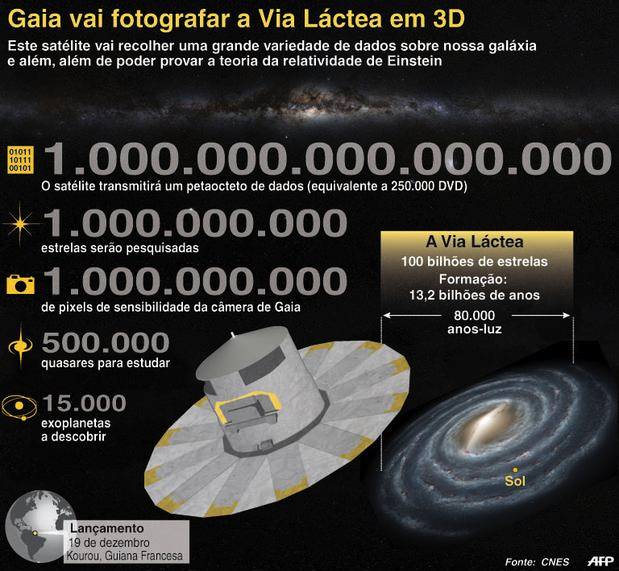 Gaia vai fotografar a Via Láctea em 3D
Este satélite vai recolher uma grande variedade de dados sobre nossa galáxia
e além, além de poder provar a teoria da relatividade de Einstein
01011
10111
00101
1.000.000.000.000.000
O satélite transmitirá um petaocteto de dados (equivalente a 250.000 DVD)
1.000.000.000
estrelas serão pesquisadas
1.000.000.000
de pixels de sensibilidade da câmera de Gaia
500.000
quasares para estudar
15.000
exoplanetas
a descobrir
A Via Láctea
100 bilhões de estrelas
Formação:
13,2 bilhões de anos
80.000
anos-luz
Sol
Lançamento
19 de dezembro
Kourou, Guiana Francesa
Fonte: CNES AFP